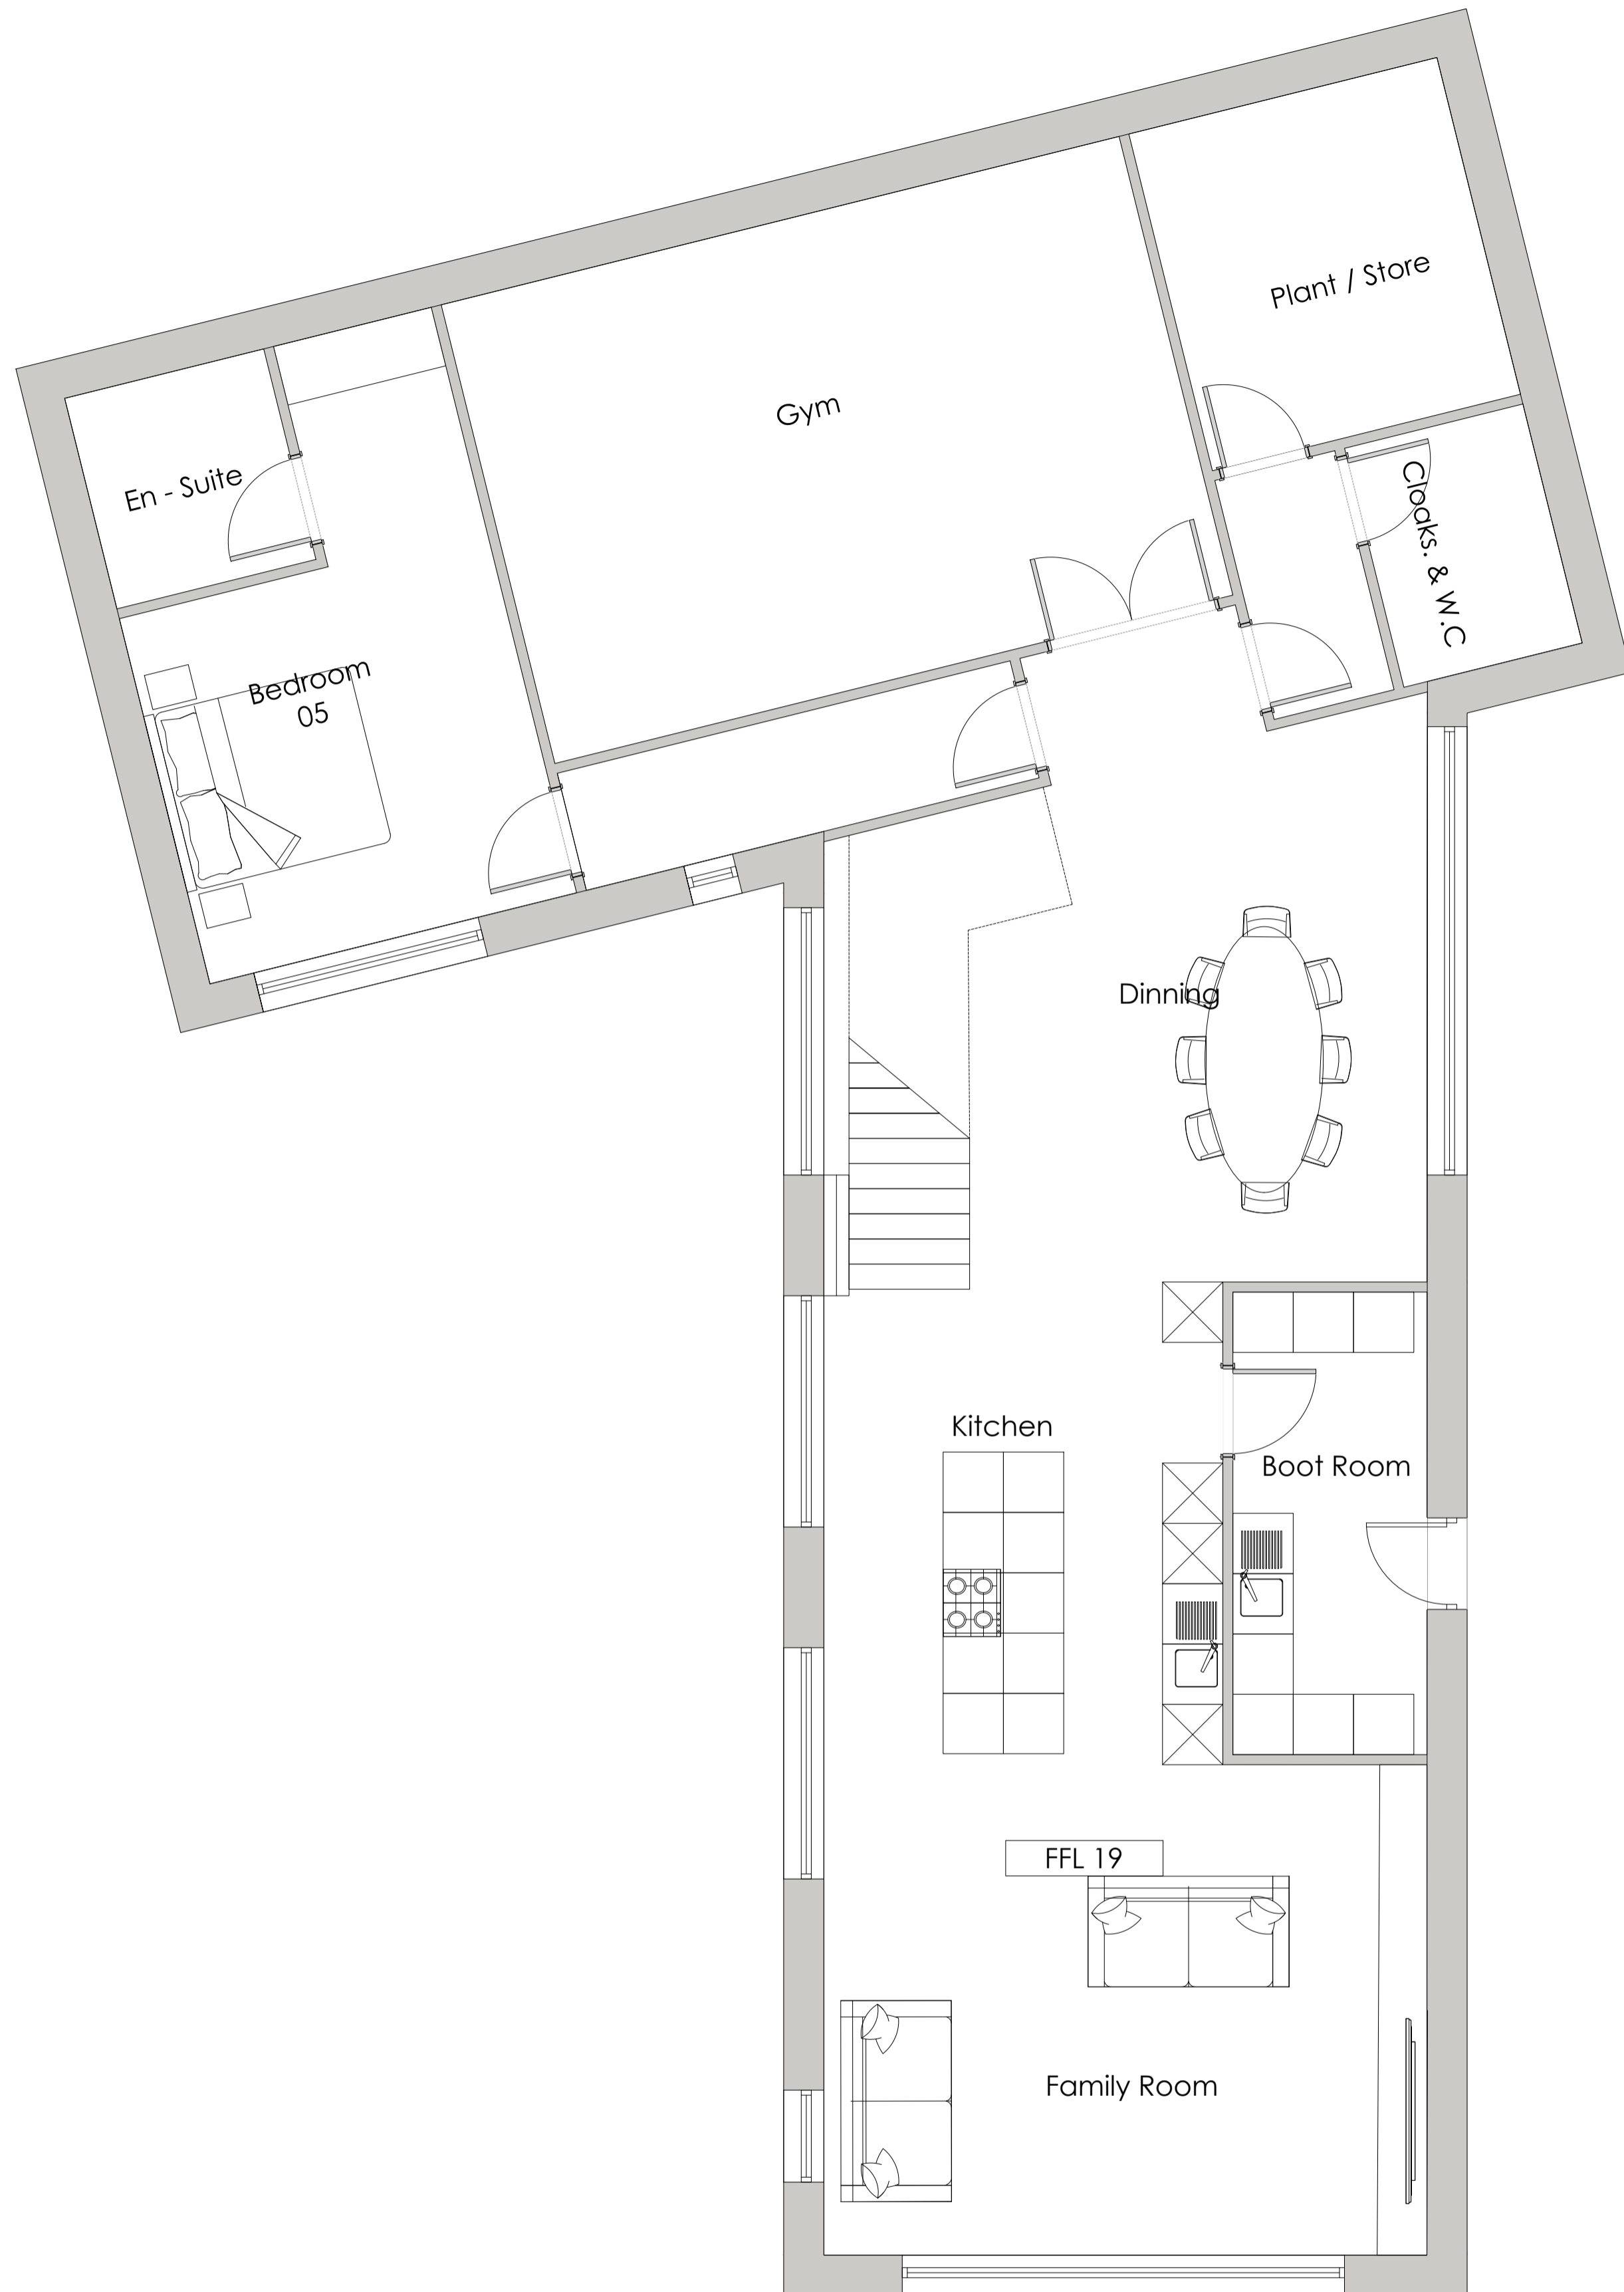 Plant / Store
Gym
En - Suite
Cloaks. & W.C
Bedroom
05
Dinning
Kitchen
Boot Room
FFL 19
Family Room